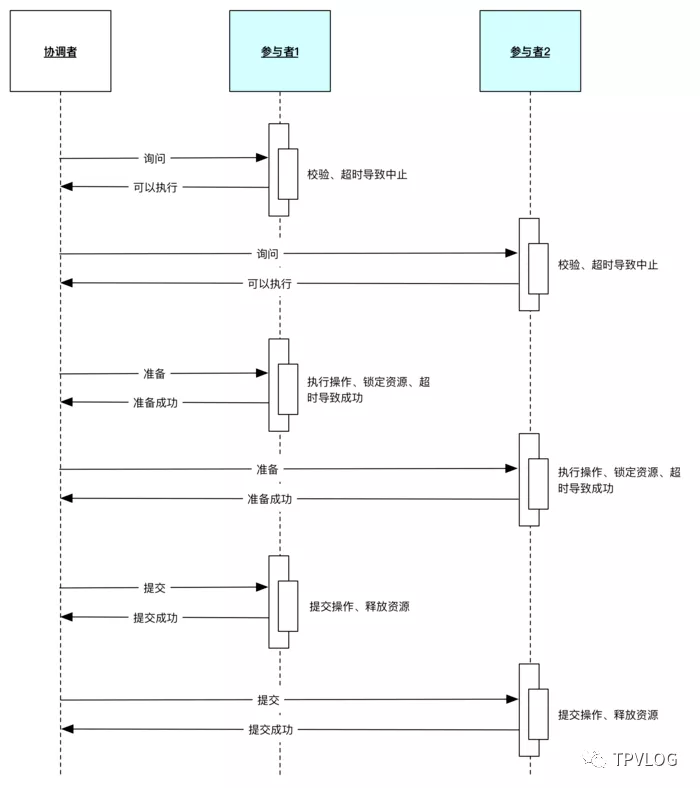 协调者
参与者1
参与者2
询问
校验、超时导致中止
可以执行
询问
校验、超时导致中止
可以执行
准备
执行操作、锁定资源、超
时导致成功
准备成功
准备
执行操作、锁定资源、超
时导致成功
准备成功
提交
提交操作、释放资源
提交成功
提交
提交操作、释放资源
提交成功
TPVLOG